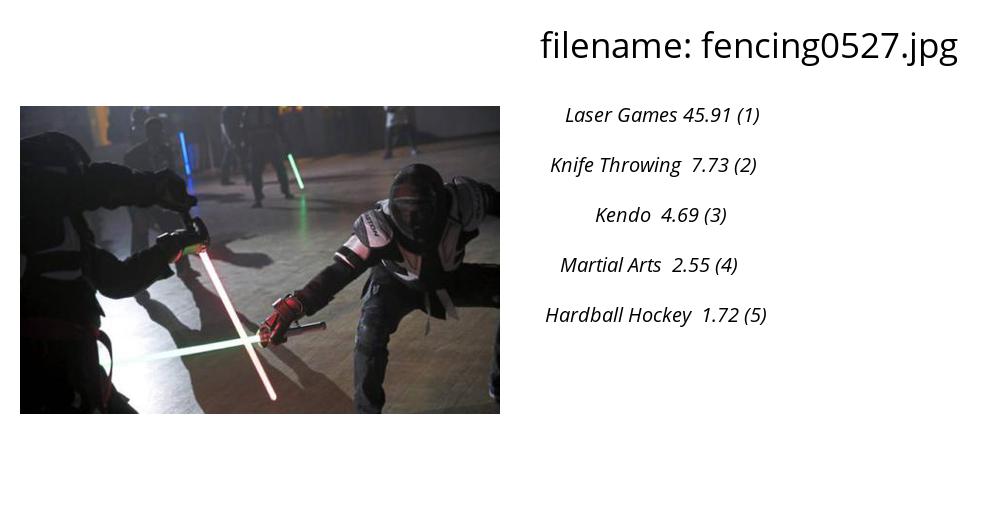 filename: fencing0527.jpg
Laser Games 45.91 (1)
Knife Throwing 7.73 (2)
Kendo 4.69 (3)
Martial Arts 2.55 (4)
Hardball Hockey 1.72 (5)